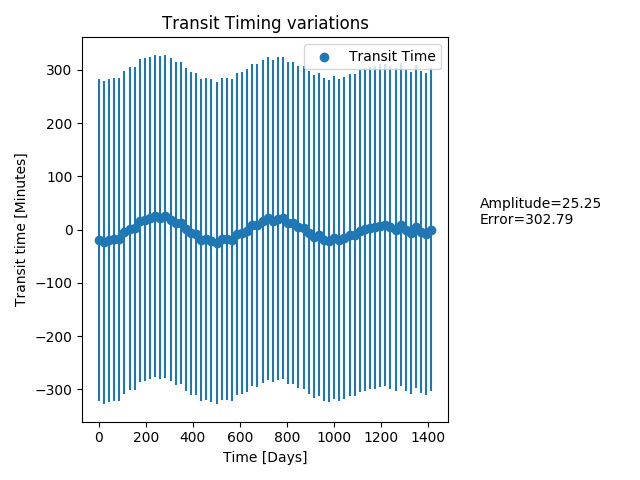 Transit Timing variations
Transit Time
Transit time [Minutes]
300
200
100
0
−100
−200
−300
0 200 400 600 800 1000 1200 1400
Time [Days]
Amplitude=25.25
Error=302.79